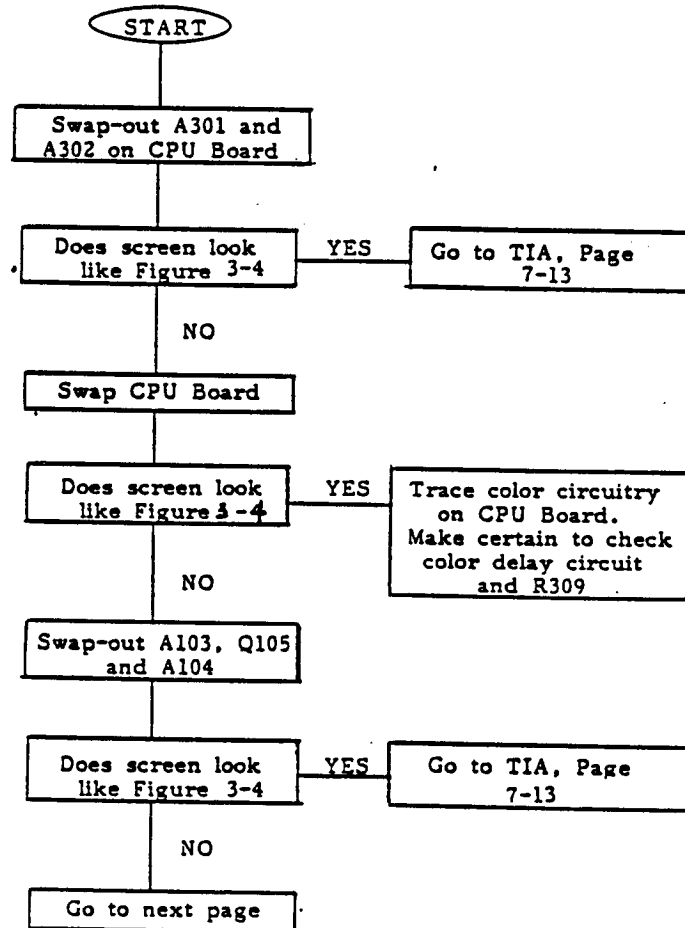 START
Swap-out A301 and
A302 on CPU Board
Does screen look
like Figure 3-4
YES
Go to TIA, Page
7-13
NO
Swap CPU Board
Does screen look
like Figure 3-4
YES
Trace color circuitry
on CPU Board.
Make certain to check
color delay circuit
and R309
NO
Swap-out A103, Q105
and A104
Does screen look
like Figure 3-4
YES
Go to TIA, Page
7-13
NO
Go to next page